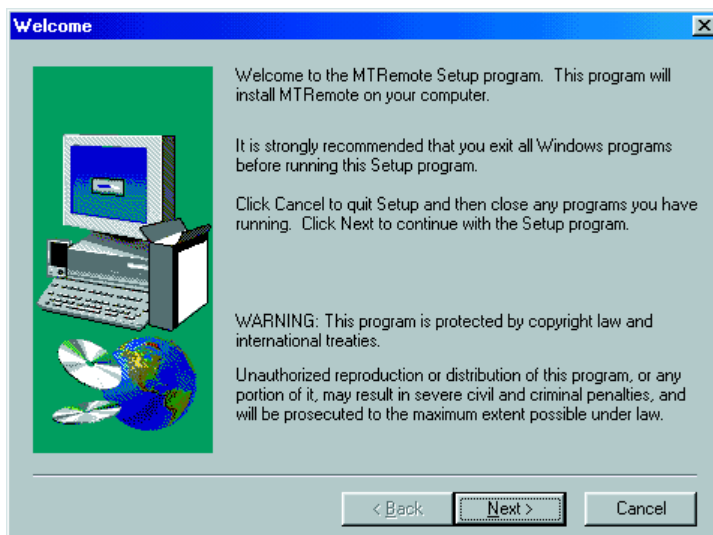 Welcome
Welcome to the MTRemote Setup program. This program will
install MTRemote on your computer.
It is strongly recommended that you exit all Windows programs
before running this Setup program.
Click Cancel to quit Setup and then close any programs you have
running. Click Next to continue with the Setup program.
WARNING: This program is protected by copyright law and
international treaties.
Unauthorized reproduction or distribution of this program, or any
portion of it, may result in severe civil and criminal penalties, and
will be prosecuted to the maximum extent possible under law.
< Back Next > Cancel